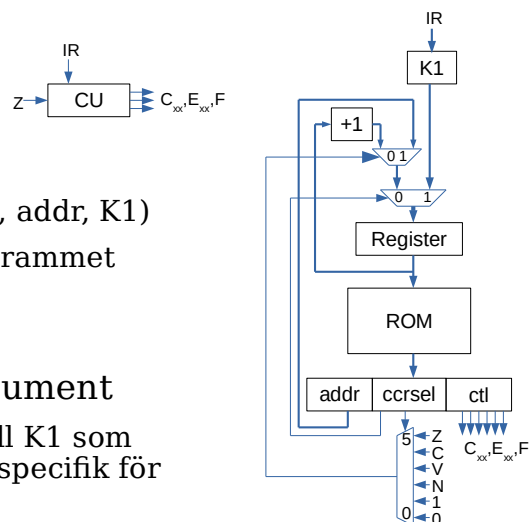 IR
Z CU Cxx,Exx,F
, addr, K1)
rammet
ument
ll K1 som
specifik för
IR
K1
+1
0 1
0 1
Register
ROM
addr ccrsel ctl
5 Z
C
V
N
1
0 0
Cxx,Exx,F